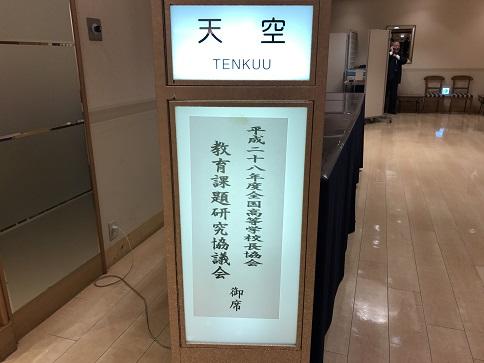 天空
TENKUU
平成二十八年度全国高等学校長協会
教育課題研究協議会
御席